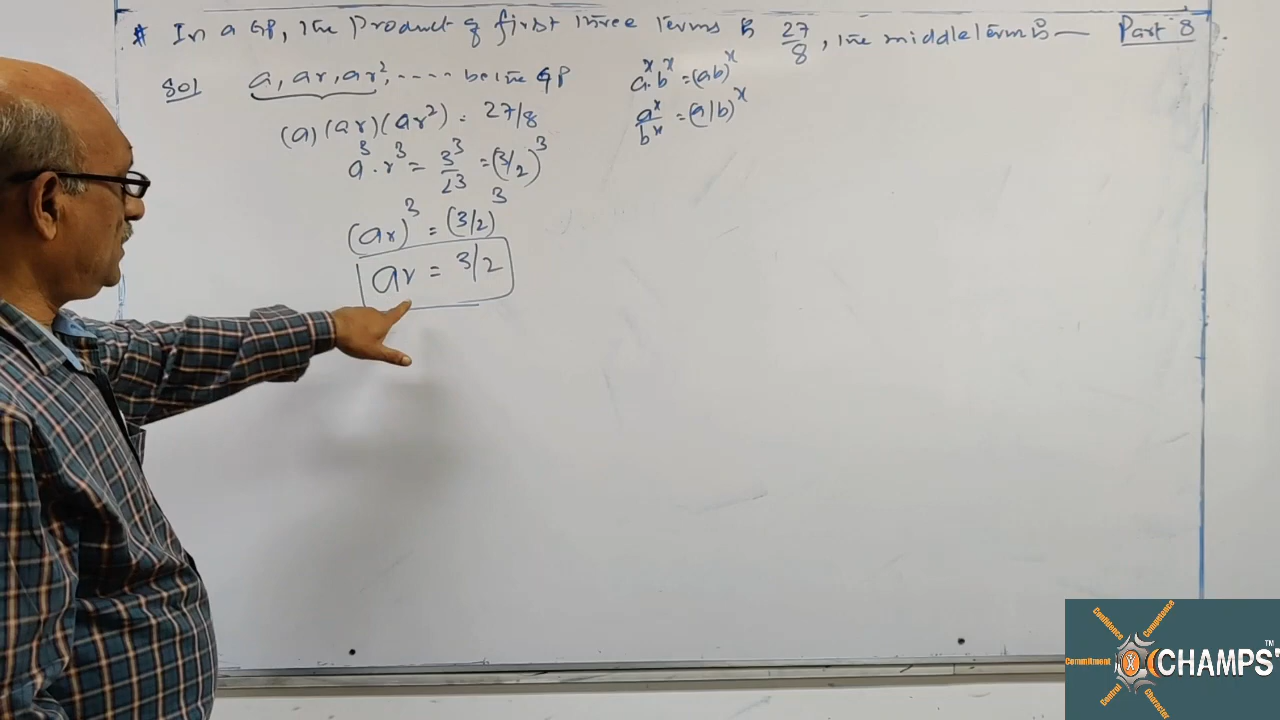 * In a GP, the Product of first three terms is 27/8, the middle term is — Part 8
Sol a, ar, ar², ---- be the GP
(a)(ar)(ar²) = 27/8
a³·r³ = 3³/2³ = (3/2)³
(ar)³ = (3/2)³
ar = 3/2
aˣ·bˣ = (ab)ˣ
aˣ/bˣ = (a/b)ˣ
Confidence
Competence
Commitment
CHAMPS™
Control
Character